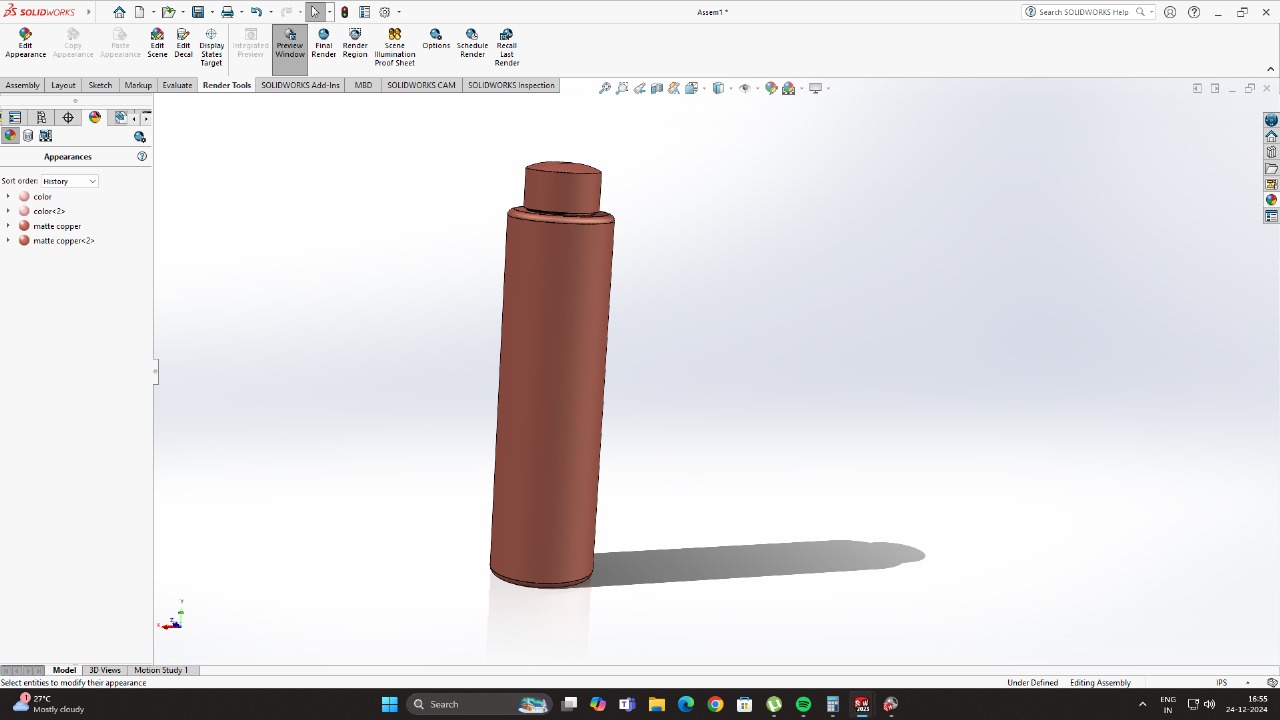 SOLIDWORKS
Assem1 *
Search SOLIDWORKS Help
Edit Appearance
Copy Appearance
Paste Appearance
Edit Scene
Edit Decal
Display States Target
Integrated Preview
Preview Window
Final Render
Render Region
Scene Illumination Proof Sheet
Options
Schedule Render
Recall Last Render
Assembly
Layout
Sketch
Markup
Evaluate
Render Tools
SOLIDWORKS Add-Ins
MBD
SOLIDWORKS CAM
SOLIDWORKS Inspection
Appearances
Sort order: History
color
color<2>
matte copper
matte copper<2>
Y
X
Z
Model
3D Views
Motion Study 1
Select entities to modify their appearance
Under Defined
Editing Assembly
IPS
1
27°C
Mostly cloudy
Search
SW
2023
ENG
IN
16:55
24-12-2024